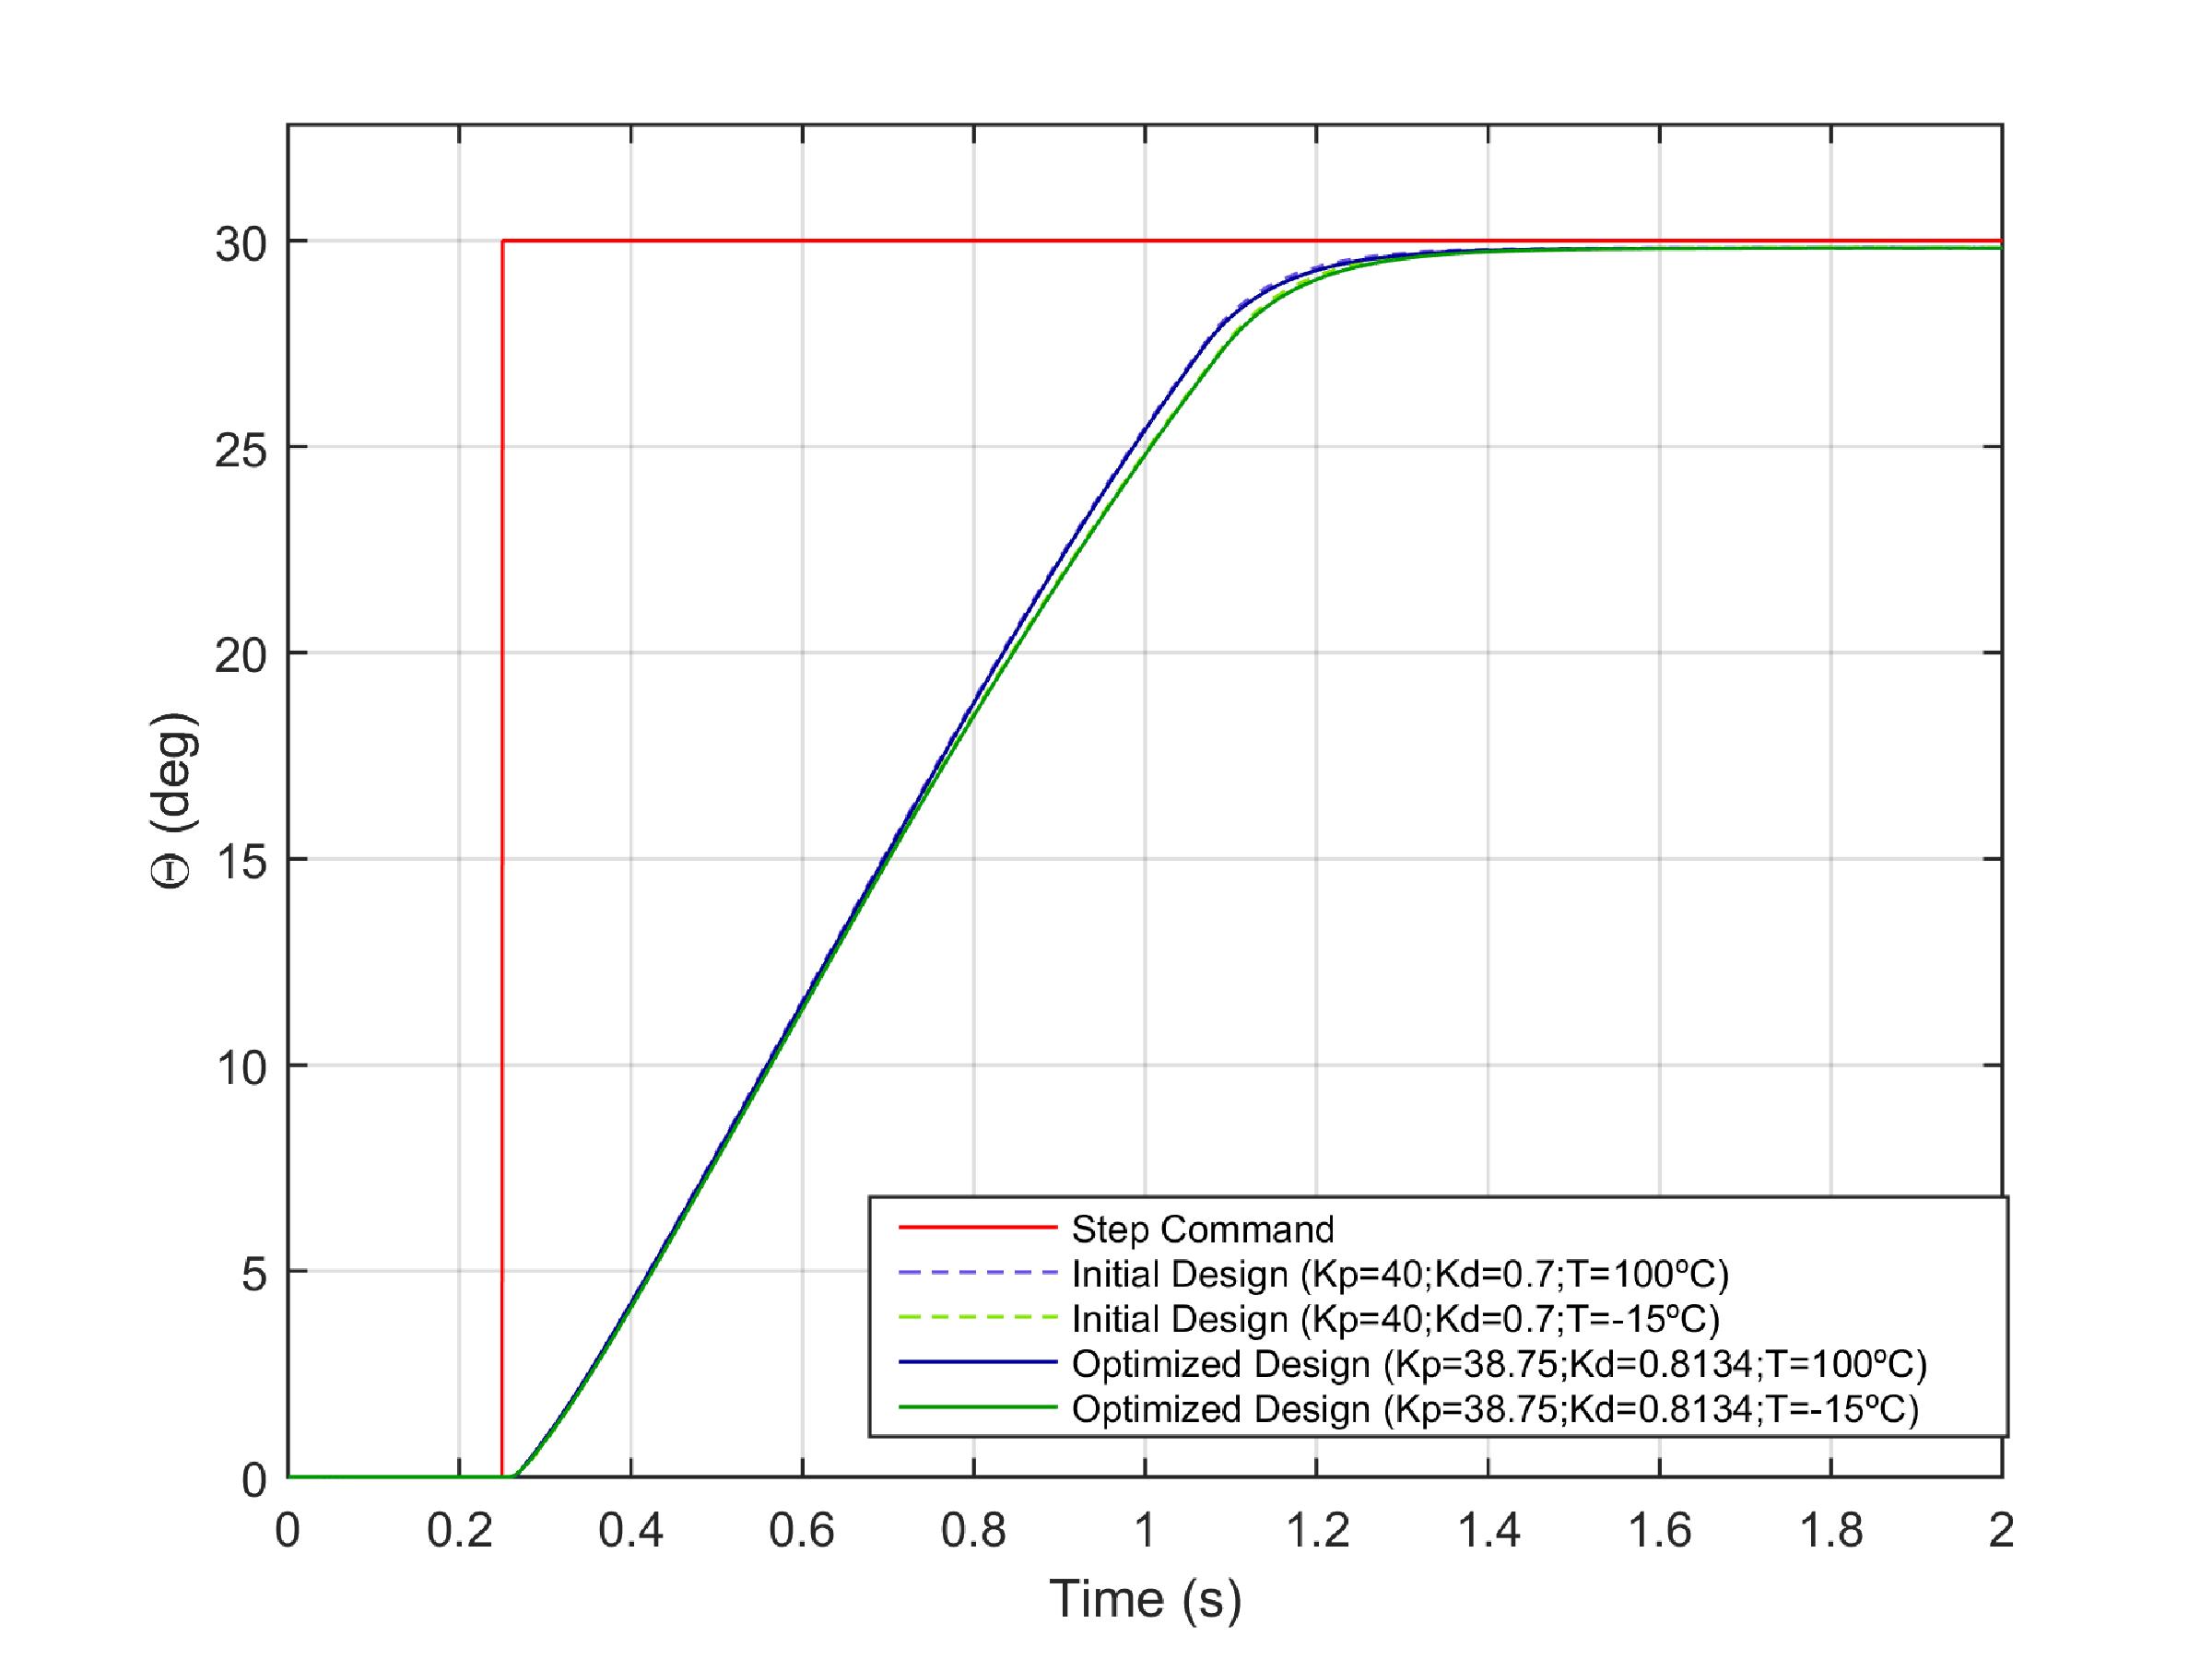 30
25
20
15
10
5
0
Θ (deg)
0 0.2 0.4 0.6 0.8 1 1.2 1.4 1.6 1.8 2
Time (s)
Step Command
Initial Design (Kp=40;Kd=0.7;T=100ºC)
Initial Design (Kp=40;Kd=0.7;T=-15ºC)
Optimized Design (Kp=38.75;Kd=0.8134;T=100ºC)
Optimized Design (Kp=38.75;Kd=0.8134;T=-15ºC)